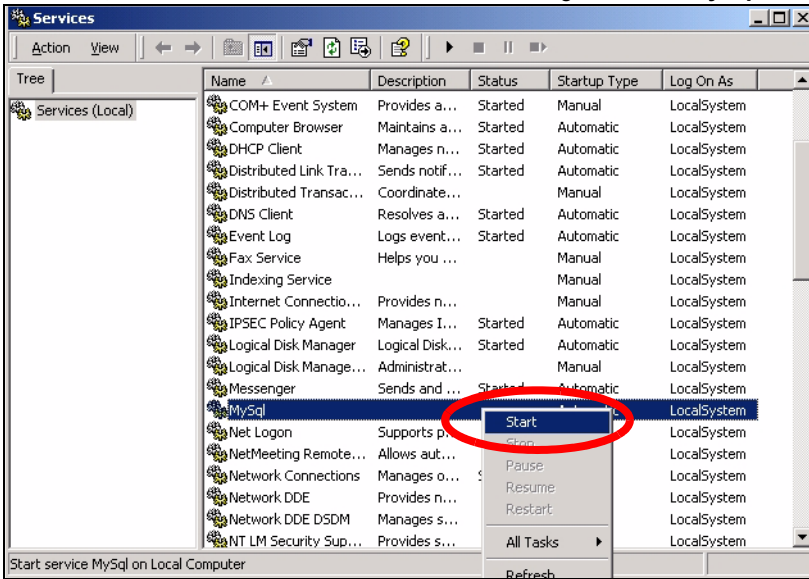 Services
Action View
Tree
Name Description Status Startup Type Log On As
Services (Local)
COM+ Event System Provides a... Started Manual LocalSystem
Computer Browser Maintains a... Started Automatic LocalSystem
DHCP Client Manages n... Started Automatic LocalSystem
Distributed Link Tra... Sends notif... Started Automatic LocalSystem
Distributed Transac... Coordinate... Manual LocalSystem
DNS Client Resolves a... Started Automatic LocalSystem
Event Log Logs event... Started Automatic LocalSystem
Fax Service Helps you ... Manual LocalSystem
Indexing Service Manual LocalSystem
Internet Connectio... Provides n... Manual LocalSystem
IPSEC Policy Agent Manages I... Started Automatic LocalSystem
Logical Disk Manager Logical Disk... Started Automatic LocalSystem
Logical Disk Manage... Administrat... Manual LocalSystem
Messenger Sends and ... Started Automatic LocalSystem
MySql LocalSystem
Start
Net Logon Supports p... LocalSystem
Stop
NetMeeting Remote... Allows aut... LocalSystem
Pause
Network Connections Manages o... LocalSystem
Resume
Network DDE Provides n... LocalSystem
Restart
Network DDE DSDM Manages s... LocalSystem
NT LM Security Sup... Provides s... LocalSystem
All Tasks
Refresh
Start service MySql on Local Computer